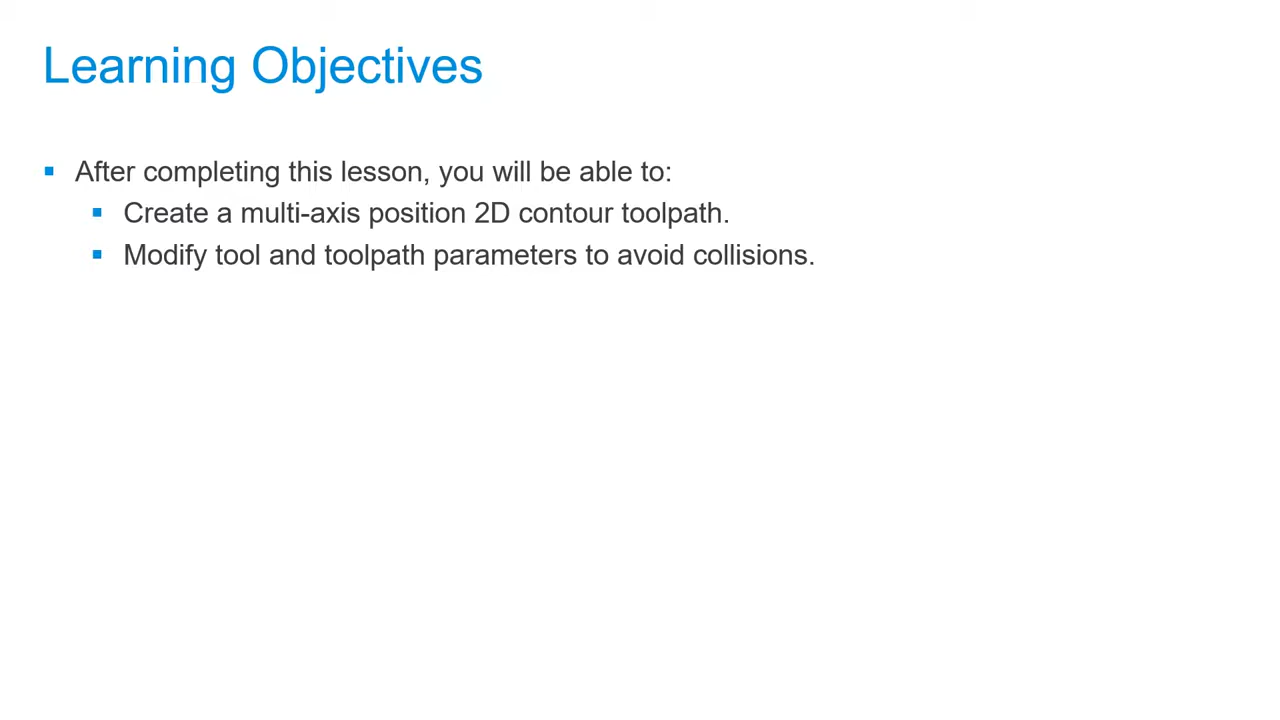 Learning Objectives
After completing this lesson, you will be able to:
Create a multi-axis position 2D contour toolpath.
Modify tool and toolpath parameters to avoid collisions.